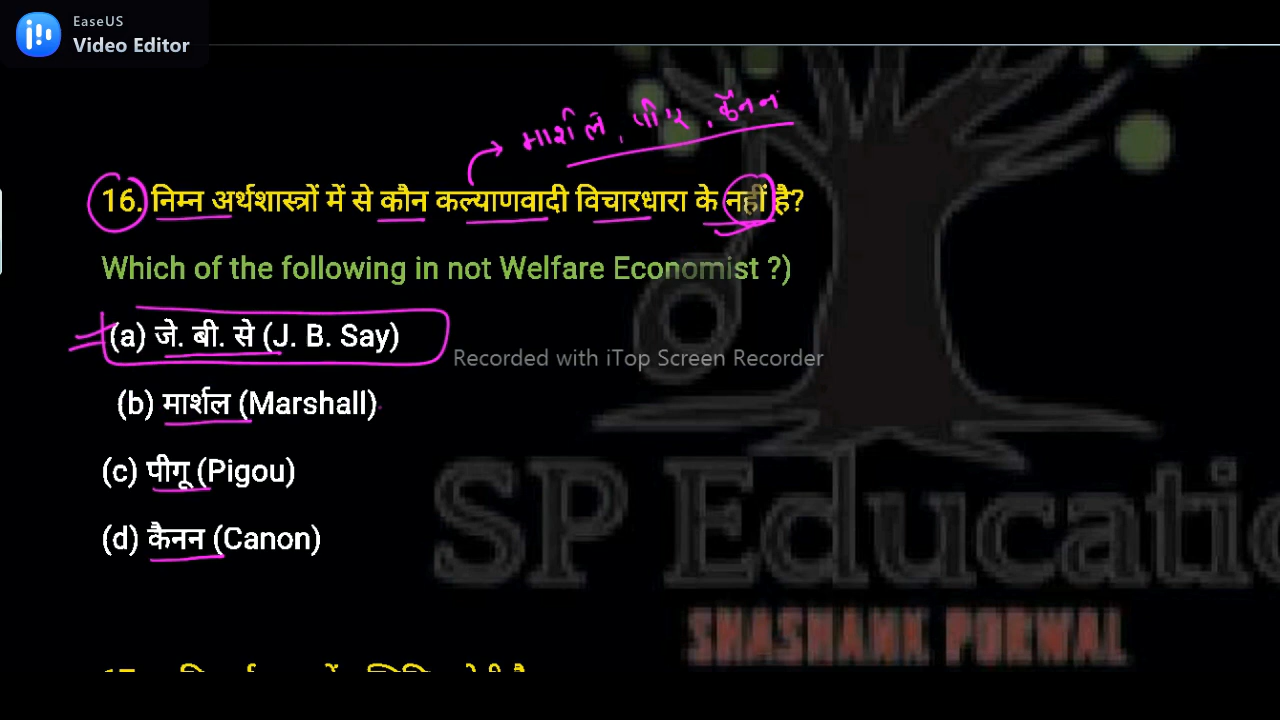 EaseUS
Video Editor
मार्शल, पीगू, कैनन
16. निम्न अर्थशास्त्रों में से कौन कल्याणवादी विचारधारा के नहीं है?
Which of the following in not Welfare Economist ?)
(a) जे. बी. से (J. B. Say)
Recorded with iTop Screen Recorder
(b) मार्शल (Marshall)
(c) पीगू (Pigou)
(d) कैनन (Canon)
SP Educatio
SHASHANK PORWAL